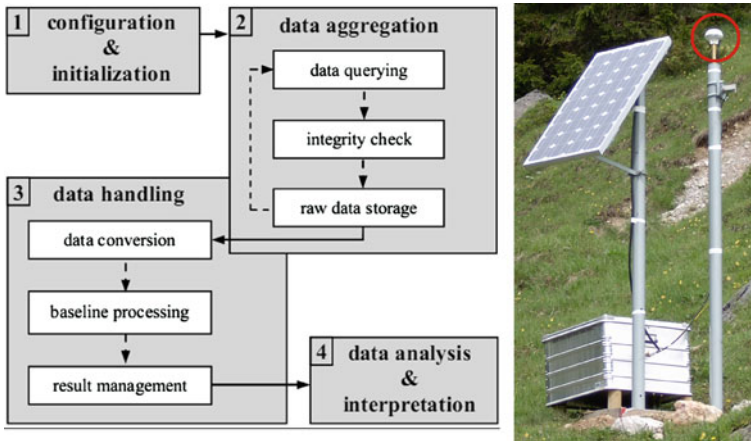 1
configuration
&
initialization
2
data aggregation
data querying
integrity check
raw data storage
3
data handling
data conversion
baseline processing
result management
4
data analysis
&
interpretation